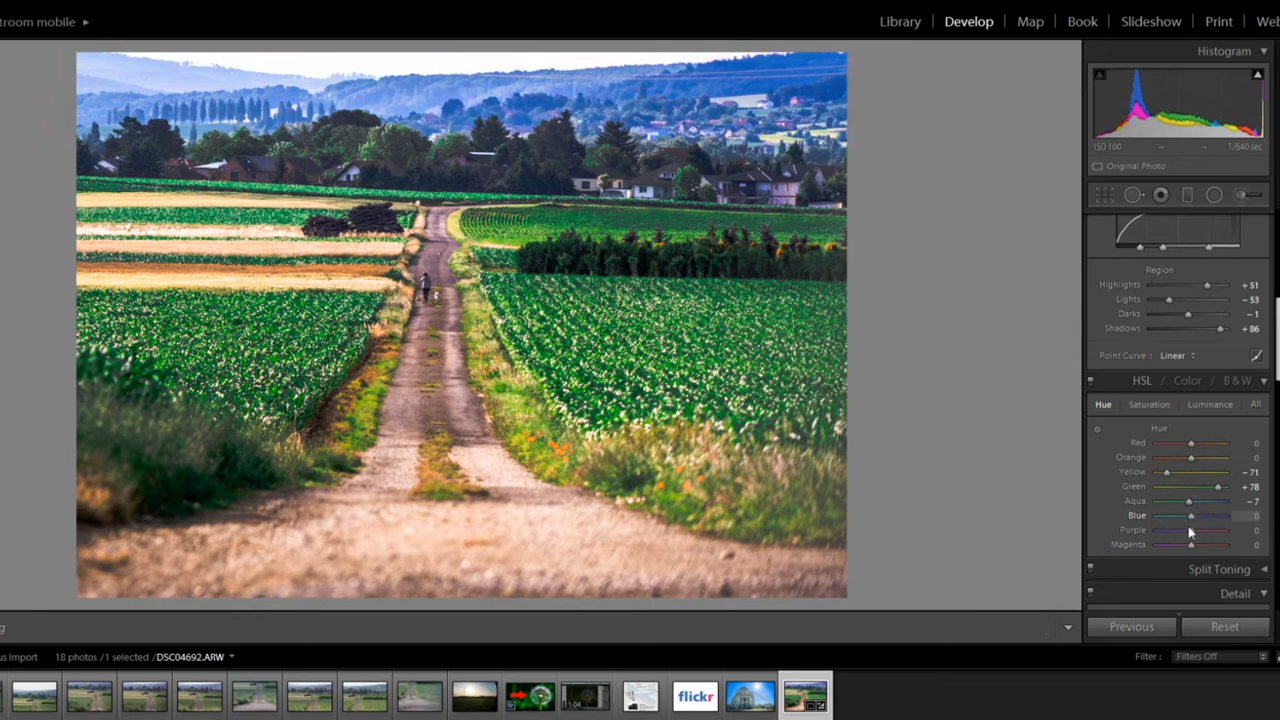 troom mobile
Library Develop Map Book Slideshow Print Web
Histogram
ISO 100 – – 1/640 sec
Original Photo
Region
Highlights + 51
Lights − 53
Darks − 1
Shadows + 86
Point Curve : Linear
HSL / Color / B & W
Hue Saturation Luminance All
Hue
Red 0
Orange 0
Yellow − 71
Green + 78
Aqua − 7
Blue 0
Purple 0
Magenta 0
Split Toning
Detail
Previous Reset
g
us Import 18 photos /1 selected /DSC04692.ARW Filter : Filters Off
11:04
flickr